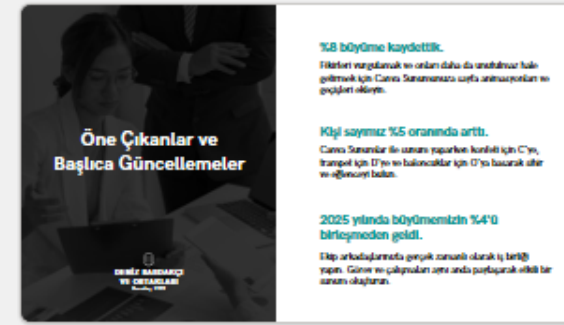 Öne Çıkanlar ve
Başlıca Güncellemeler
DENİZ BARDAKÇI
VE ORTAKLARI
%8 büyüme kaydettik.
Fikirleri vurgulamak ve onları daha da unutulmaz hale
getirmek için Canva Sunumunuza sayfa animasyonları ve
geçişleri ekleyin.
Kişi sayımız %5 oranında arttı.
Canva Sunumlar ile sunum yaparken konfeti için C'ye,
trampet için D'ye ve baloncuklar için O'ya basarak sihir
ve eğlenceyi bulun.
2025 yılında büyümemizin %4'ü
birleşmeden geldi.
Ekip arkadaşlarınızla gerçek zamanlı olarak iş birliği
yapın. Görev ve çalışmaları aynı anda paylaşarak etkili bir
sunum oluşturun.